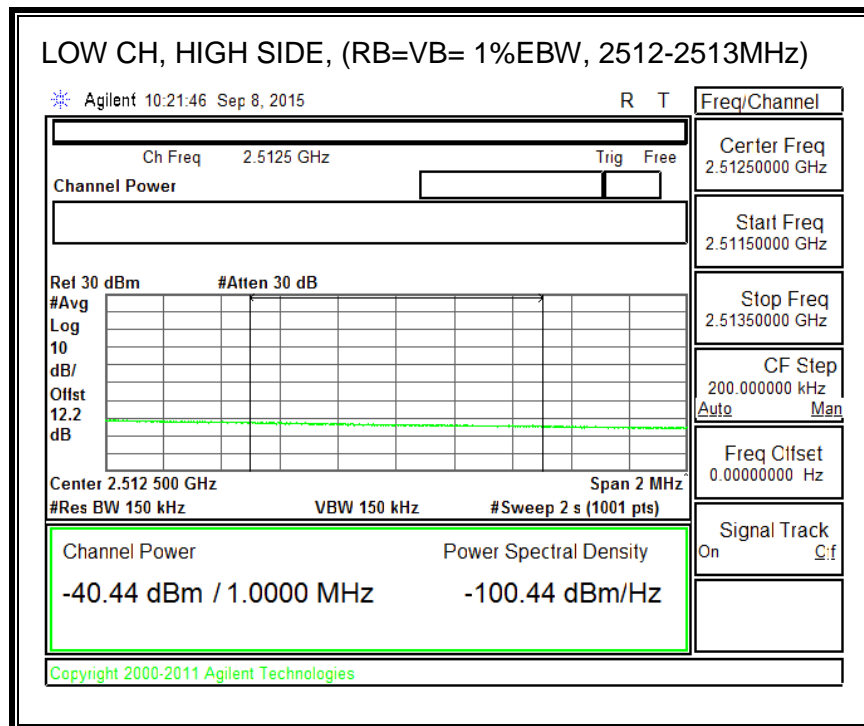 LOW CH, HIGH SIDE, (RB=VB= 1%EBW, 2512-2513MHz)
Agilent 10:21:46 Sep 8, 2015 R T
Freq/Channel
Ch Freq 2.5125 GHz Trig Free
Channel Power
Center Freq
2.51250000 GHz
Start Freq
2.51150000 GHz
Stop Freq
2.51350000 GHz
CF Step
200.000000 kHz
Auto Man
Freq Offset
0.00000000 Hz
Signal Track
On Off
Ref 30 dBm #Atten 30 dB
#Avg
Log
10
dB/
Offst
12.2
dB
Center 2.512 500 GHz Span 2 MHz
#Res BW 150 kHz VBW 150 kHz #Sweep 2 s (1001 pts)
Channel Power Power Spectral Density
-40.44 dBm / 1.0000 MHz -100.44 dBm/Hz
Copyright 2000-2011 Agilent Technologies